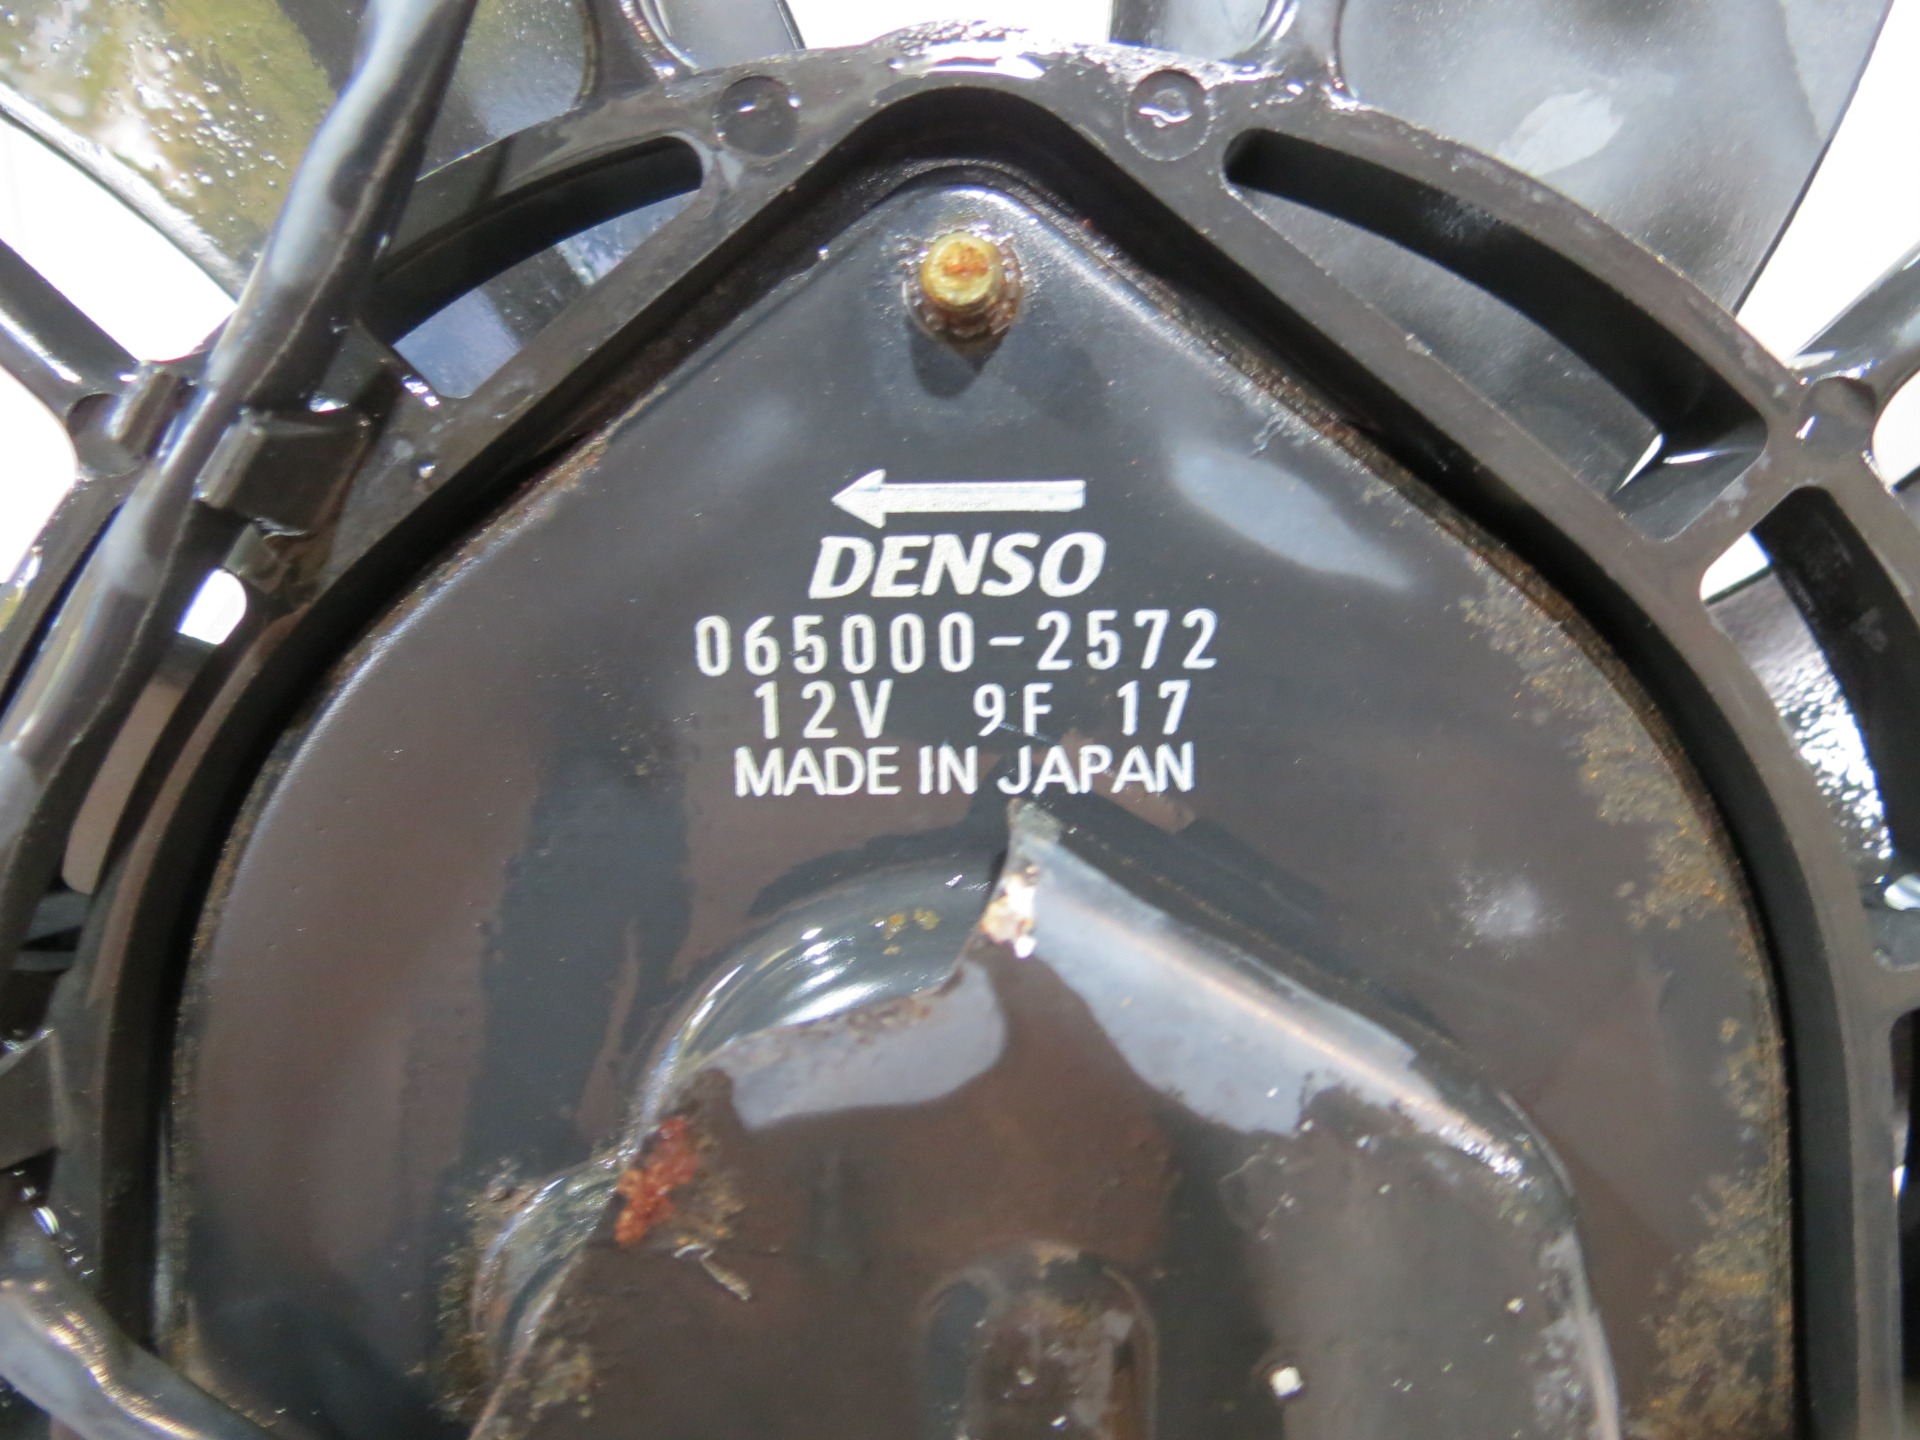 DENSO
065000-2572
12V 9F 17
MADE IN JAPAN